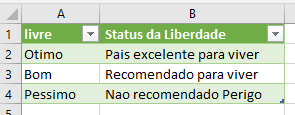 A B
1 livre Status da Liberdade
2 Otimo Pais excelente para viver
3 Bom Recomendado para viver
4 Pessimo Nao recomendado Perigo
5